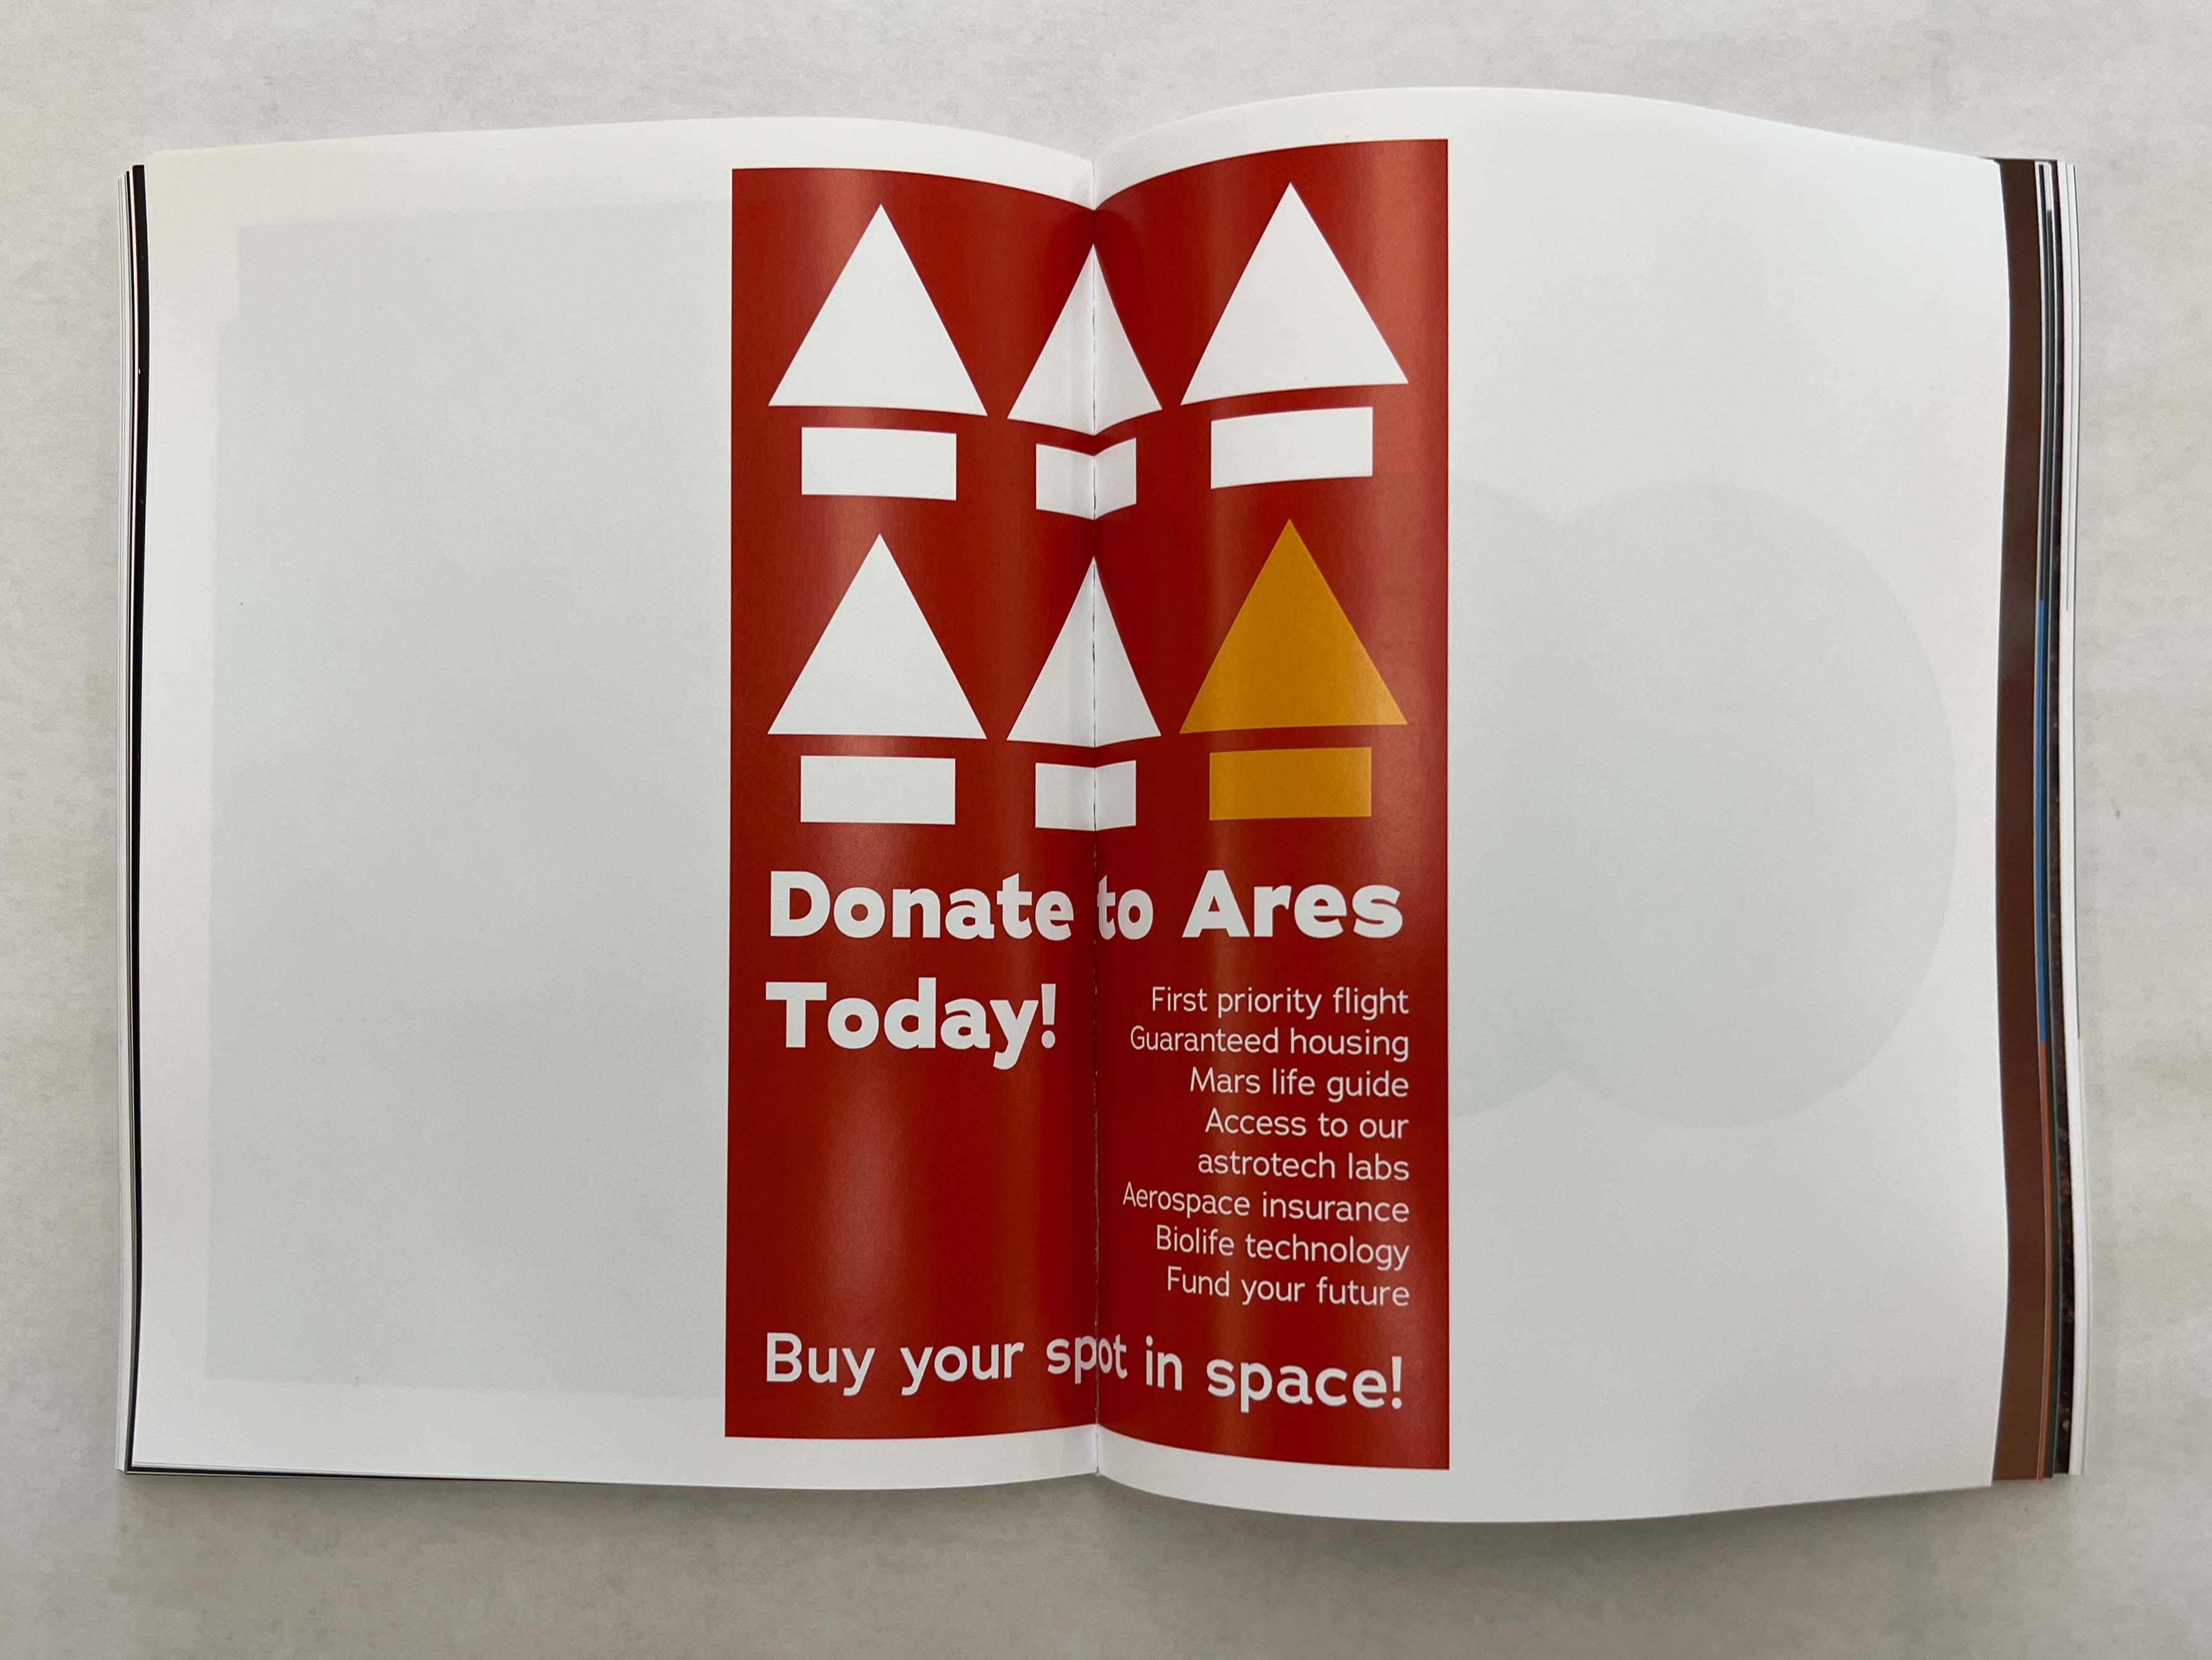 Donate to Ares
Today!
First priority flight
Guaranteed housing
Mars life guide
Access to our
astrotech labs
Aerospace insurance
Biolife technology
Fund your future
Buy your spot in space!